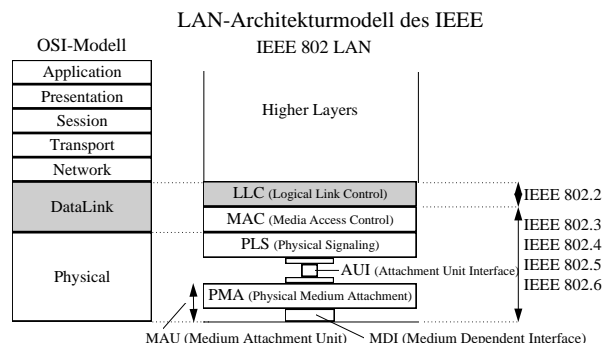 LAN-Architekturmodell des IEEE
OSI-Modell
IEEE 802 LAN
Application
Presentation
Session
Transport
Network
DataLink
Physical
Higher Layers
LLC (Logical Link Control)
MAC (Media Access Control)
PLS (Physical Signaling)
AUI (Attachment Unit Interface)
PMA (Physical Medium Attachment)
MAU (Medium Attachment Unit)
MDI (Medium Dependent Interface)
IEEE 802.2
IEEE 802.3
IEEE 802.4
IEEE 802.5
IEEE 802.6